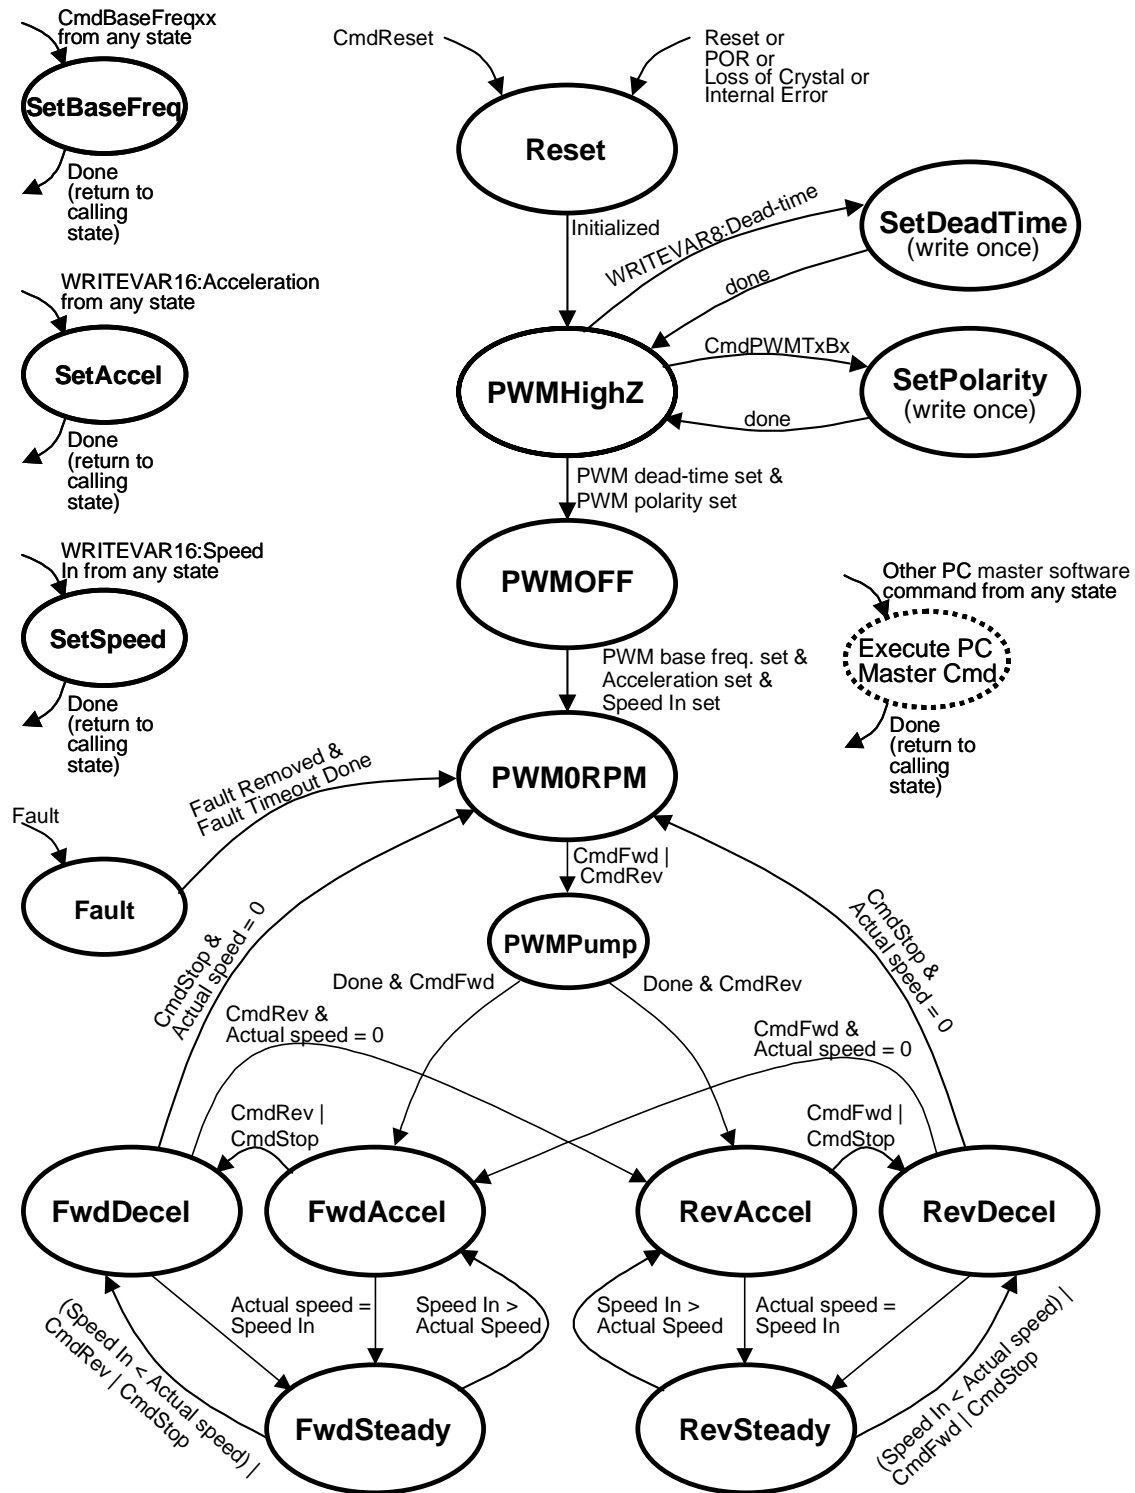 CmdBaseFreqxx
from any state
SetBaseFreq
Done
(return to
calling
state)
CmdReset
Reset or
POR or
Loss of Crystal or
Internal Error
Reset
Initialized
WRITEVAR8:Dead-time
SetDeadTime
(write once)
done
WRITEVAR16:Acceleration
from any state
SetAccel
Done
(return to
calling
state)
PWMHighZ
CmdPWMTxBx
SetPolarity
(write once)
done
PWM dead-time set &
PWM polarity set
WRITEVAR16:Speed
In from any state
SetSpeed
Done
(return to
calling
state)
PWMOFF
Other PC master software
command from any state
Execute PC
Master Cmd
Done
(return to
calling
state)
PWM base freq. set &
Acceleration set &
Speed In set
PWM0RPM
Fault Removed &
Fault Timeout Done
Fault
Fault
CmdFwd |
CmdRev
PWMPump
CmdStop &
Actual speed = 0
CmdStop &
Actual speed = 0
Done & CmdFwd
Done & CmdRev
CmdRev &
Actual speed = 0
CmdFwd &
Actual speed = 0
CmdRev |
CmdStop
CmdFwd |
CmdStop
FwdDecel
FwdAccel
RevAccel
RevDecel
Actual speed =
Speed In
Speed In >
Actual Speed
Speed In >
Actual Speed
Actual speed =
Speed In
(Speed In < Actual speed) |
CmdRev | CmdStop
(Speed In < Actual speed) |
CmdFwd | CmdStop
FwdSteady
RevSteady